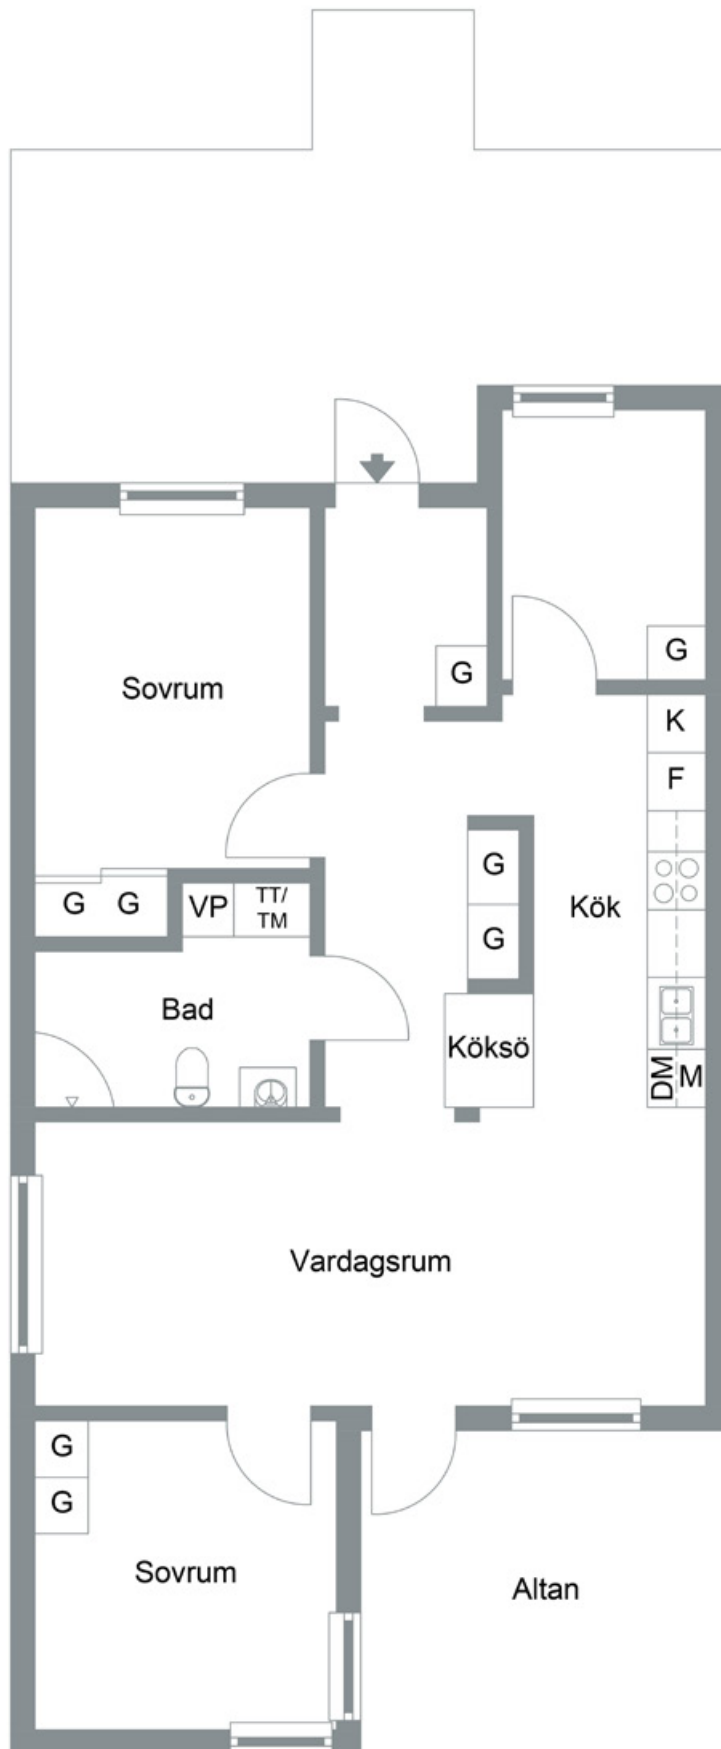 G
Sovrum
G
K
F
G
G G
VP
TT/
TM
Kök
G
Bad
Köksö
DM
M
Vardagsrum
G
G
Sovrum
Altan